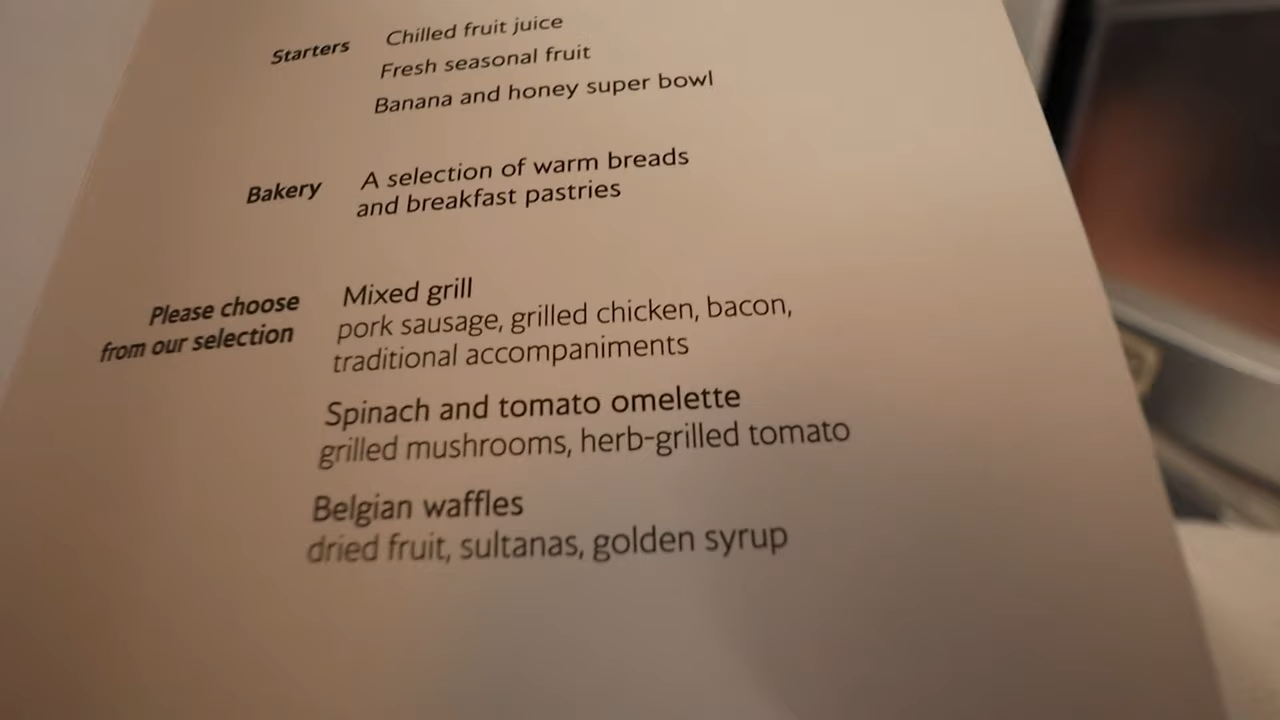 Starters
Chilled fruit juice
Fresh seasonal fruit
Banana and honey super bowl
Bakery
A selection of warm breads
and breakfast pastries
Please choose
from our selection
Mixed grill
pork sausage, grilled chicken, bacon,
traditional accompaniments
Spinach and tomato omelette
grilled mushrooms, herb-grilled tomato
Belgian waffles
dried fruit, sultanas, golden syrup